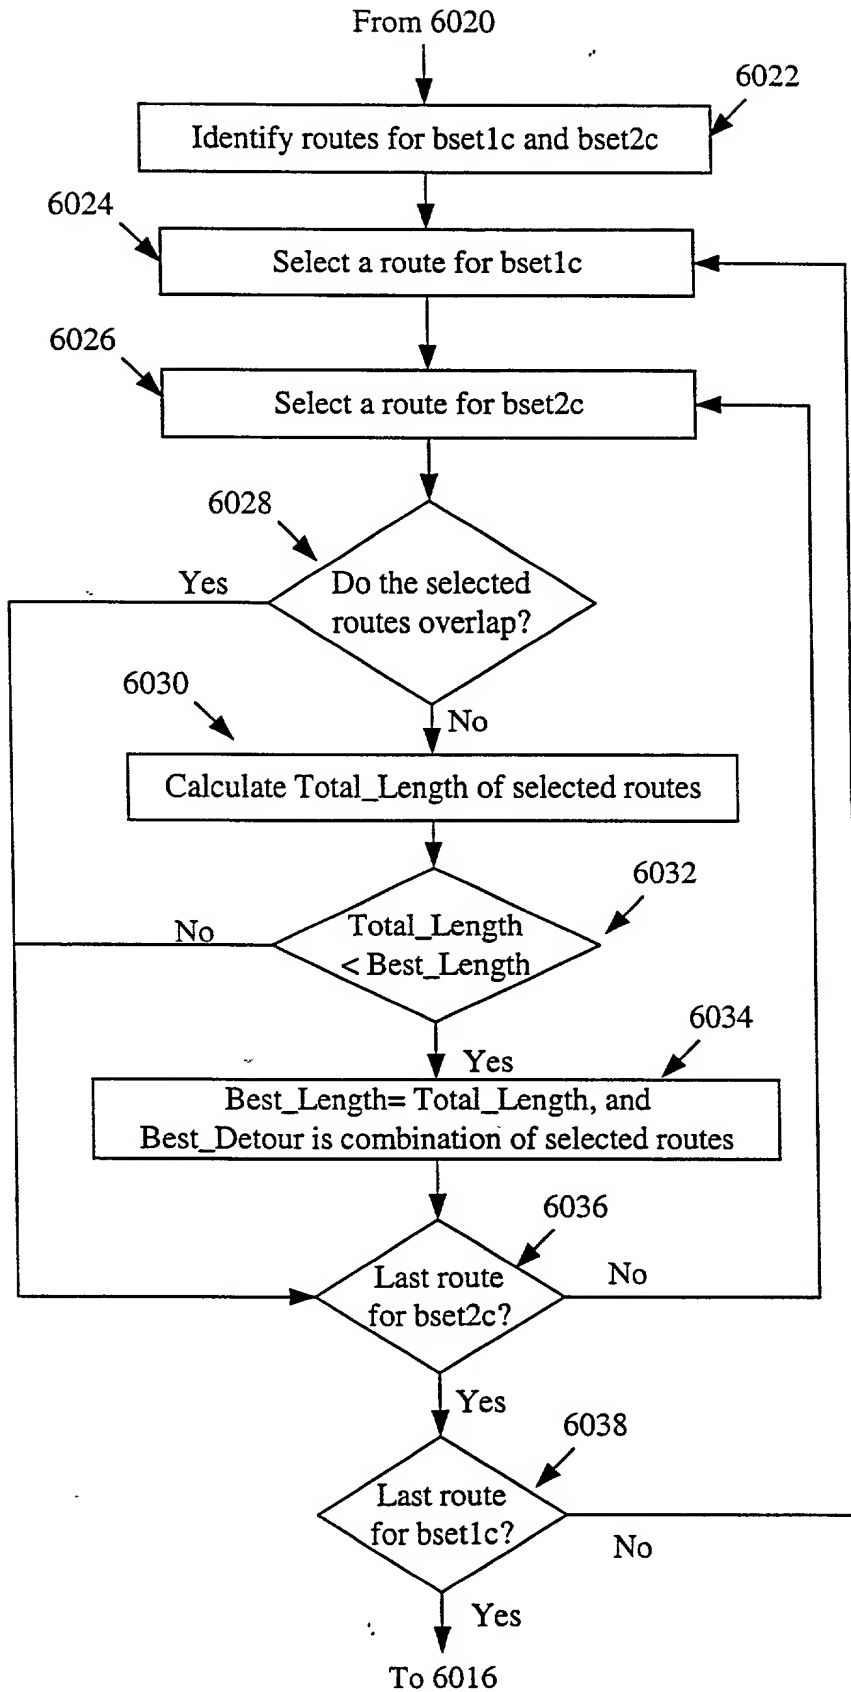 From 6020
6022
Identify routes for bset1c and bset2c
6024
Select a route for bset1c
6026
Select a route for bset2c
6028
Yes
Do the selected
routes overlap?
6030
No
Calculate Total_Length of selected routes
6032
No
Total_Length
< Best_Length
6034
Yes
Best_Length= Total_Length, and
Best_Detour is combination of selected routes
6036
Last route
for bset2c?
No
Yes
6038
Last route
for bset1c?
No
Yes
To 6016